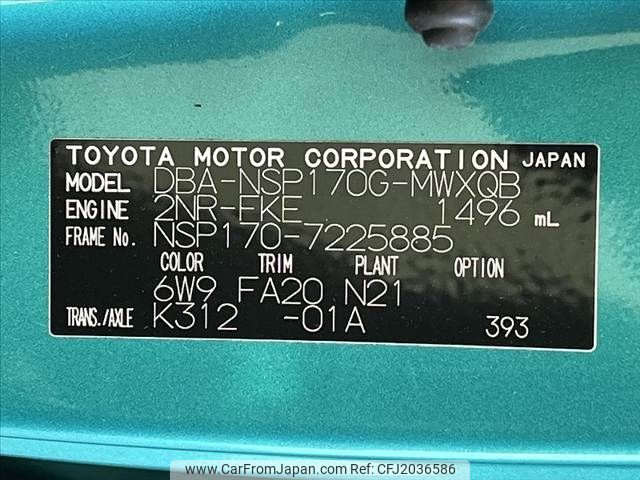 TOYOTA MOTOR CORPORATION JAPAN
MODEL DBA-NSP170G-MWXQB
ENGINE 2NR-FKE 1496 mL
FRAME No. NSP170-7225885
COLOR TRIM PLANT OPTION
6W9 FA20 N21
TRANS./AXLE K312 -01A 393
www.CarFromJapan.com - CFJ2036586